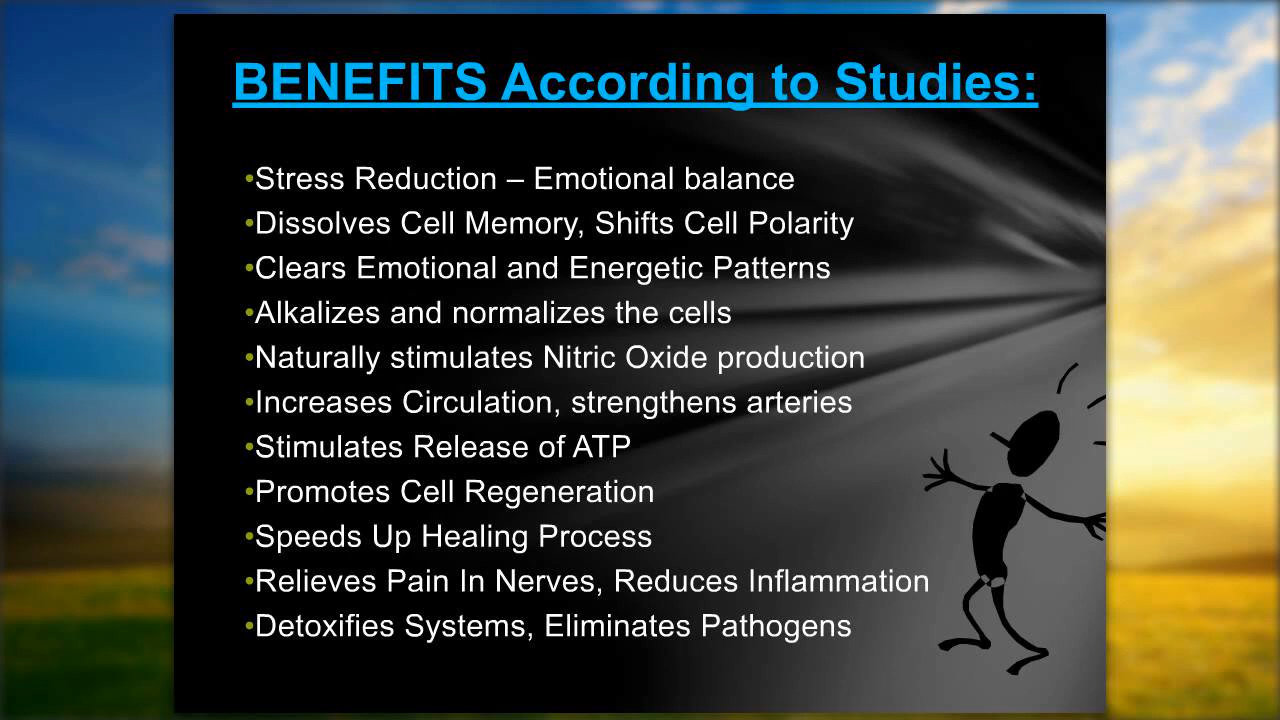 BENEFITS According to Studies:
•Stress Reduction – Emotional balance
•Dissolves Cell Memory, Shifts Cell Polarity
•Clears Emotional and Energetic Patterns
•Alkalizes and normalizes the cells
•Naturally stimulates Nitric Oxide production
•Increases Circulation, strengthens arteries
•Stimulates Release of ATP
•Promotes Cell Regeneration
•Speeds Up Healing Process
•Relieves Pain In Nerves, Reduces Inflammation
•Detoxifies Systems, Eliminates Pathogens